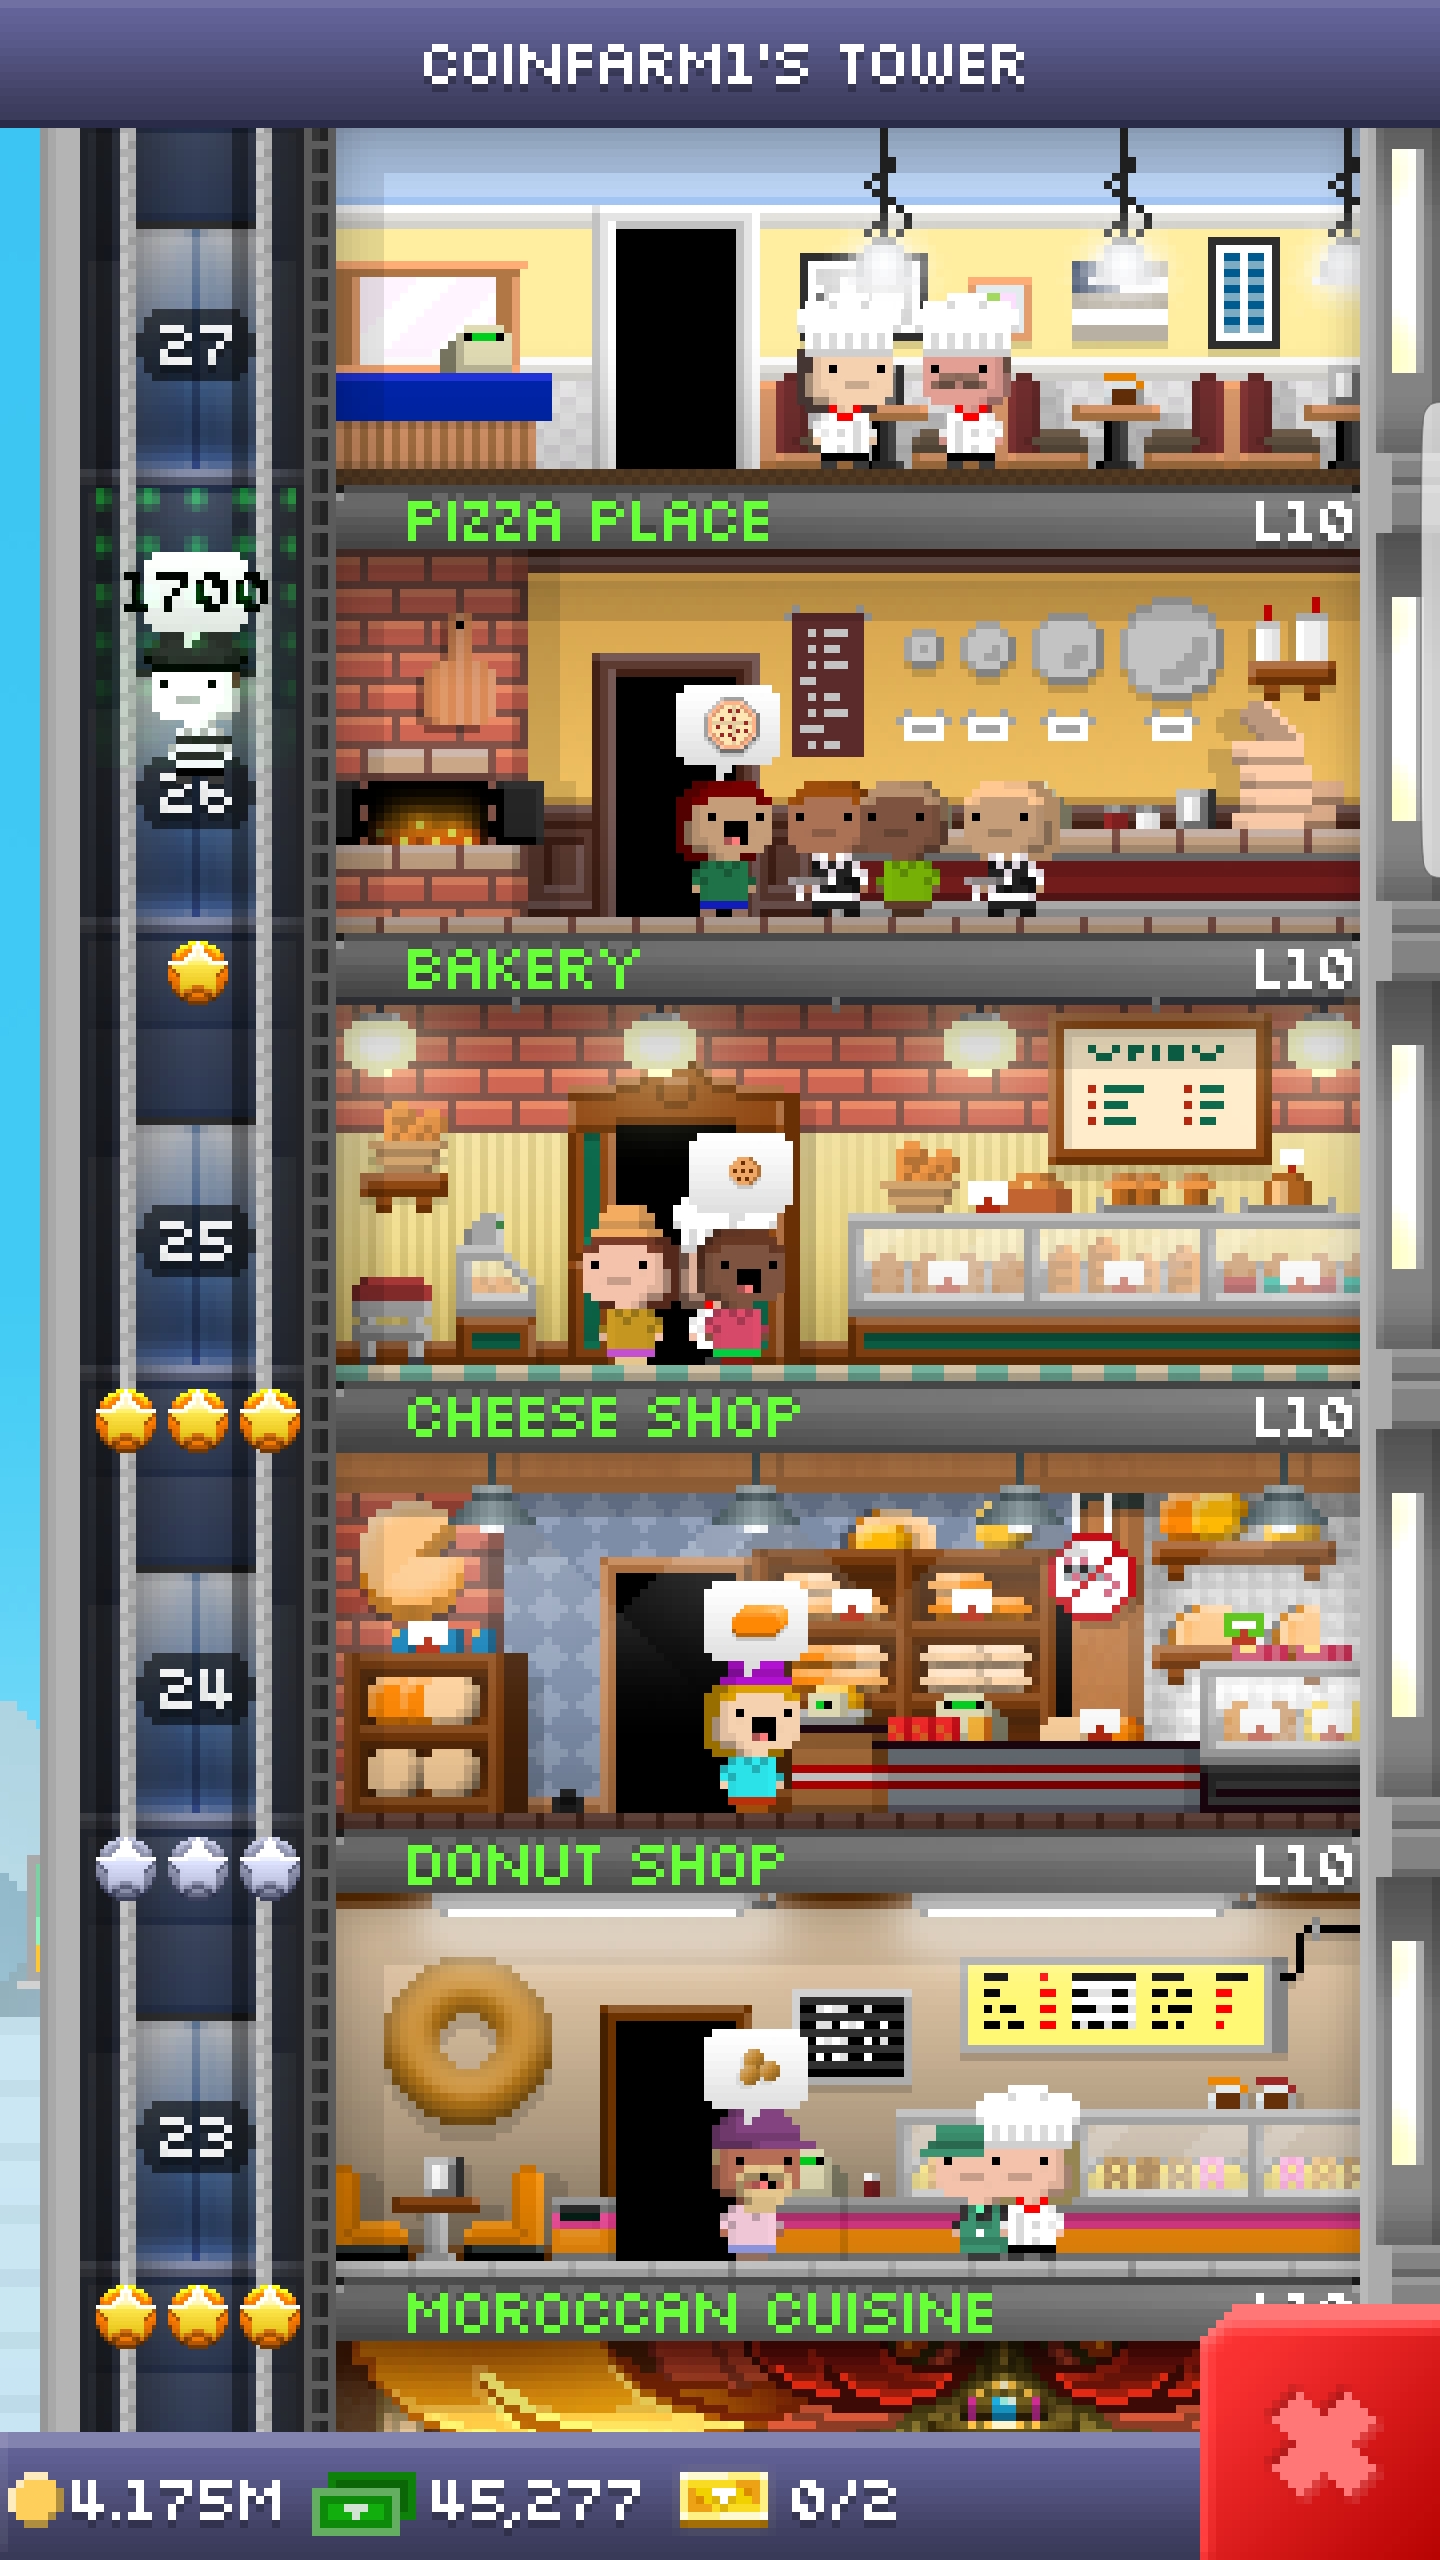 COINFARM1'S TOWER
27
PIZZA PLACE L10
1700
26
BAKERY L10
25
CHEESE SHOP L10
24
DONUT SHOP L10
23
MOROCCAN CUISINE
4.175M 45,277 0/2